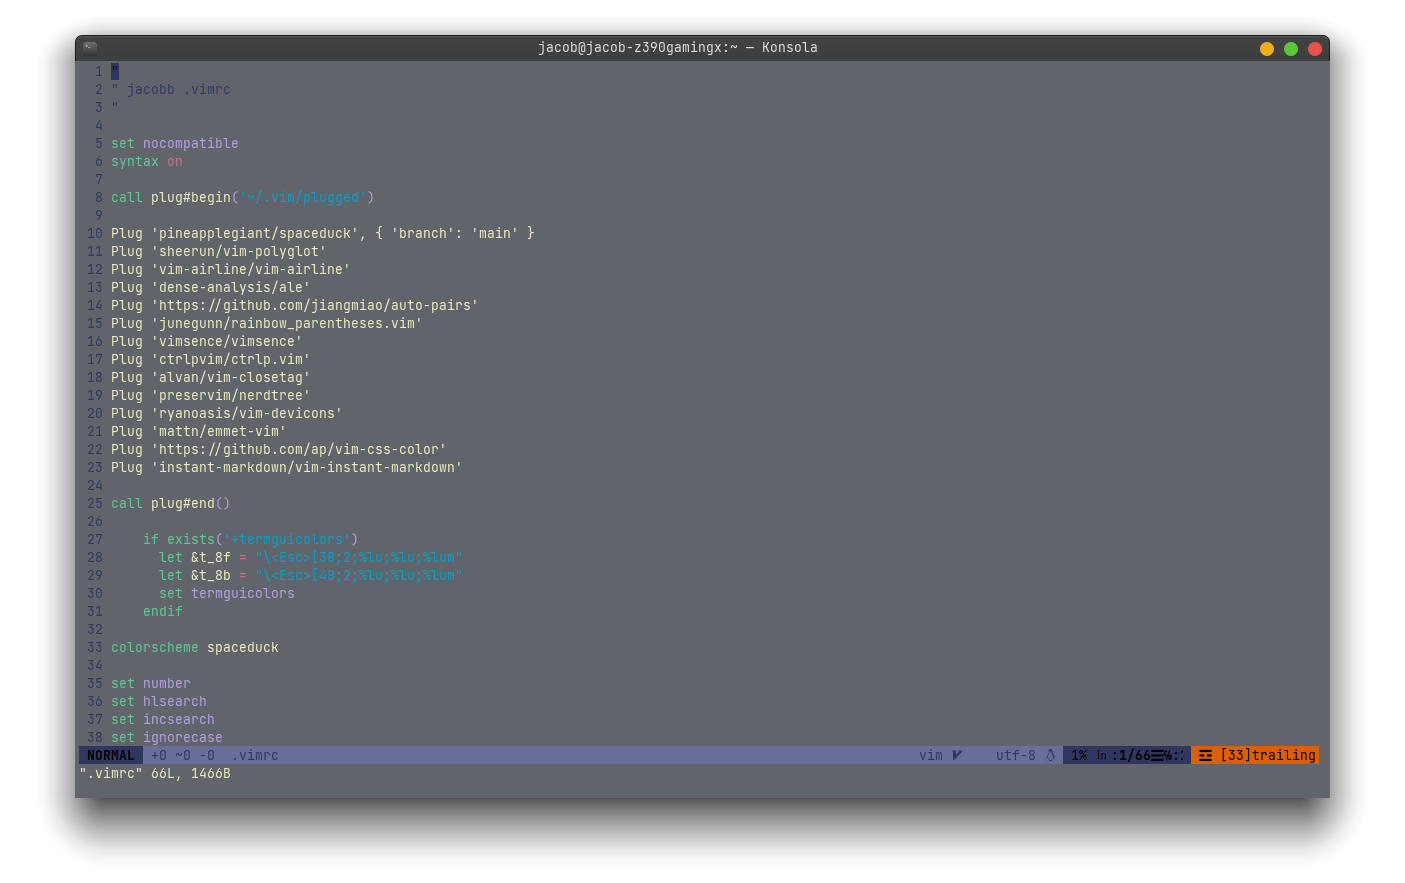 jacob@jacob-z390gamingx:~ — Konsola
1 "
2 " jacobb .vimrc
3 "
4
5 set nocompatible
6 syntax on
7
8 call plug#begin('~/.vim/plugged')
9
10 Plug 'pineapplegiant/spaceduck', { 'branch': 'main' }
11 Plug 'sheerun/vim-polyglot'
12 Plug 'vim-airline/vim-airline'
13 Plug 'dense-analysis/ale'
14 Plug 'https://github.com/jiangmiao/auto-pairs'
15 Plug 'junegunn/rainbow_parentheses.vim'
16 Plug 'vimsence/vimsence'
17 Plug 'ctrlpvim/ctrlp.vim'
18 Plug 'alvan/vim-closetag'
19 Plug 'preservim/nerdtree'
20 Plug 'ryanoasis/vim-devicons'
21 Plug 'mattn/emmet-vim'
22 Plug 'https://github.com/ap/vim-css-color'
23 Plug 'instant-markdown/vim-instant-markdown'
24
25 call plug#end()
26
27 if exists('+termguicolors')
28 let &t_8f = "\<Esc>[38;2;%lu;%lu;%lum"
29 let &t_8b = "\<Esc>[48;2;%lu;%lu;%lum"
30 set termguicolors
31 endif
32
33 colorscheme spaceduck
34
35 set number
36 set hlsearch
37 set incsearch
38 set ignorecase
NORMAL +0 ~0 -0 .vimrc vim utf-8 1% ln :1/66☰℅: ☲ [33]trailing
".vimrc" 66L, 1466B